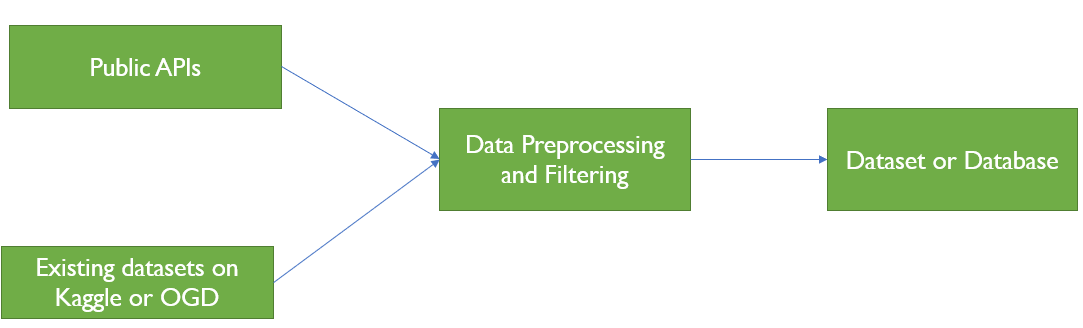 Public APIs
Data Preprocessing
and Filtering
Dataset or Database
Existing datasets on
Kaggle or OGD